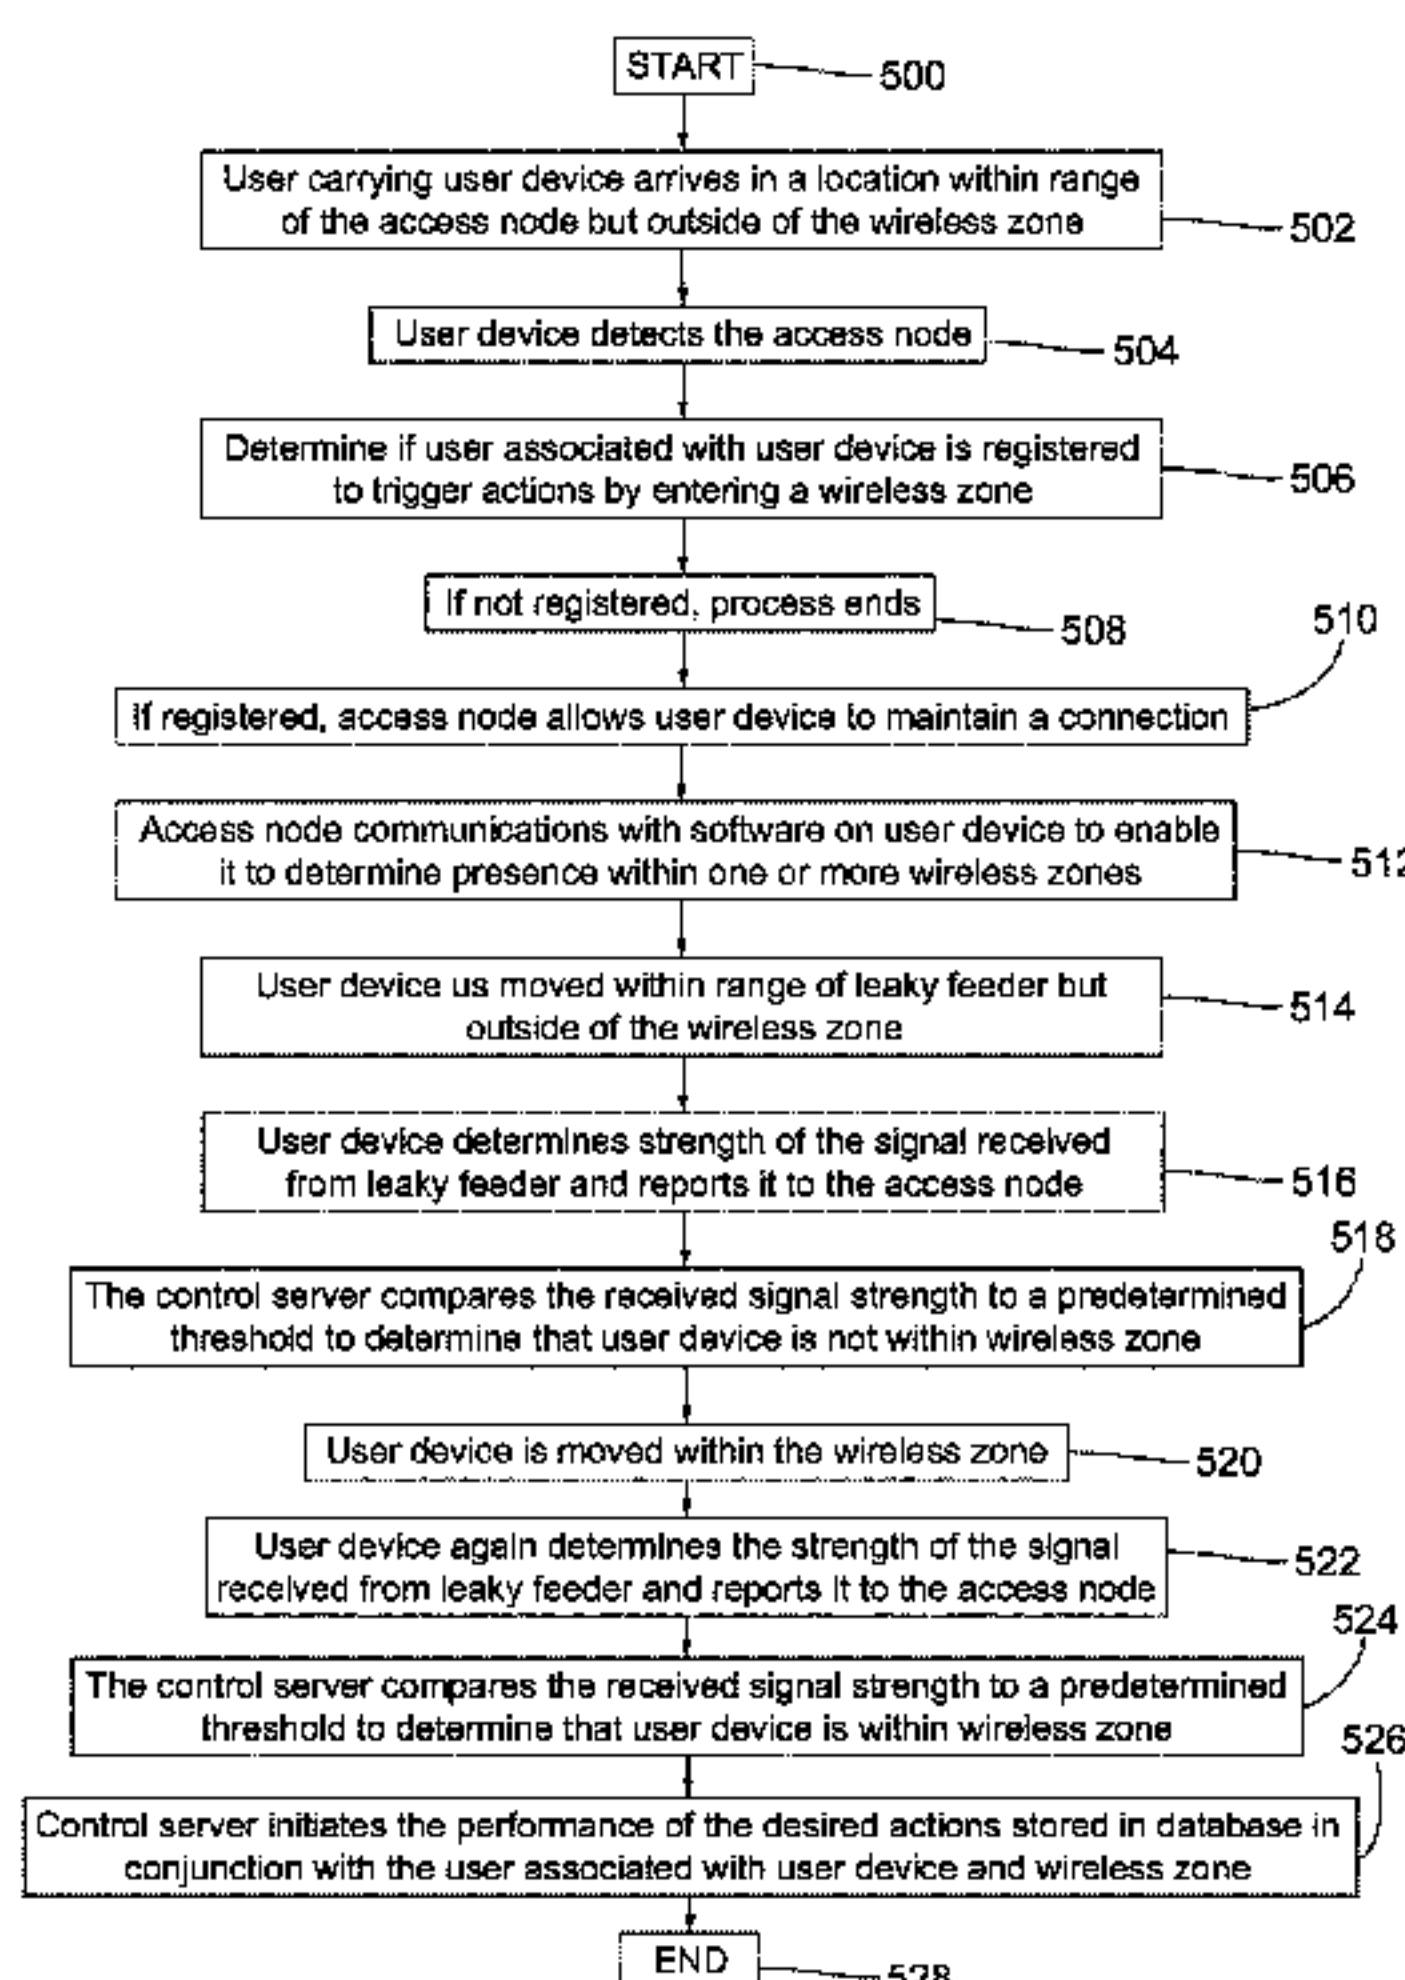 START
500
User carrying user device arrives in a location within range
of the access node but outside of the wireless zone
502
User device detects the access node
504
Determine if user associated with user device is registered
to trigger actions by entering a wireless zone
506
If not registered, process ends
508
510
If registered, access node allows user device to maintain a connection
Access node communications with software on user device to enable
it to determine presence within one or more wireless zones
512
User device us moved within range of leaky feeder but
outside of the wireless zone
514
User device determines strength of the signal received
from leaky feeder and reports it to the access node
516
518
The control server compares the received signal strength to a predetermined
threshold to determine that user device is not within wireless zone
User device is moved within the wireless zone
520
User device again determines the strength of the signal
received from leaky feeder and reports it to the access node
522
524
The control server compares the received signal strength to a predetermined
threshold to determine that user device is within wireless zone
526
Control server initiates the performance of the desired actions stored in database in
conjunction with the user associated with user device and wireless zone
END
528